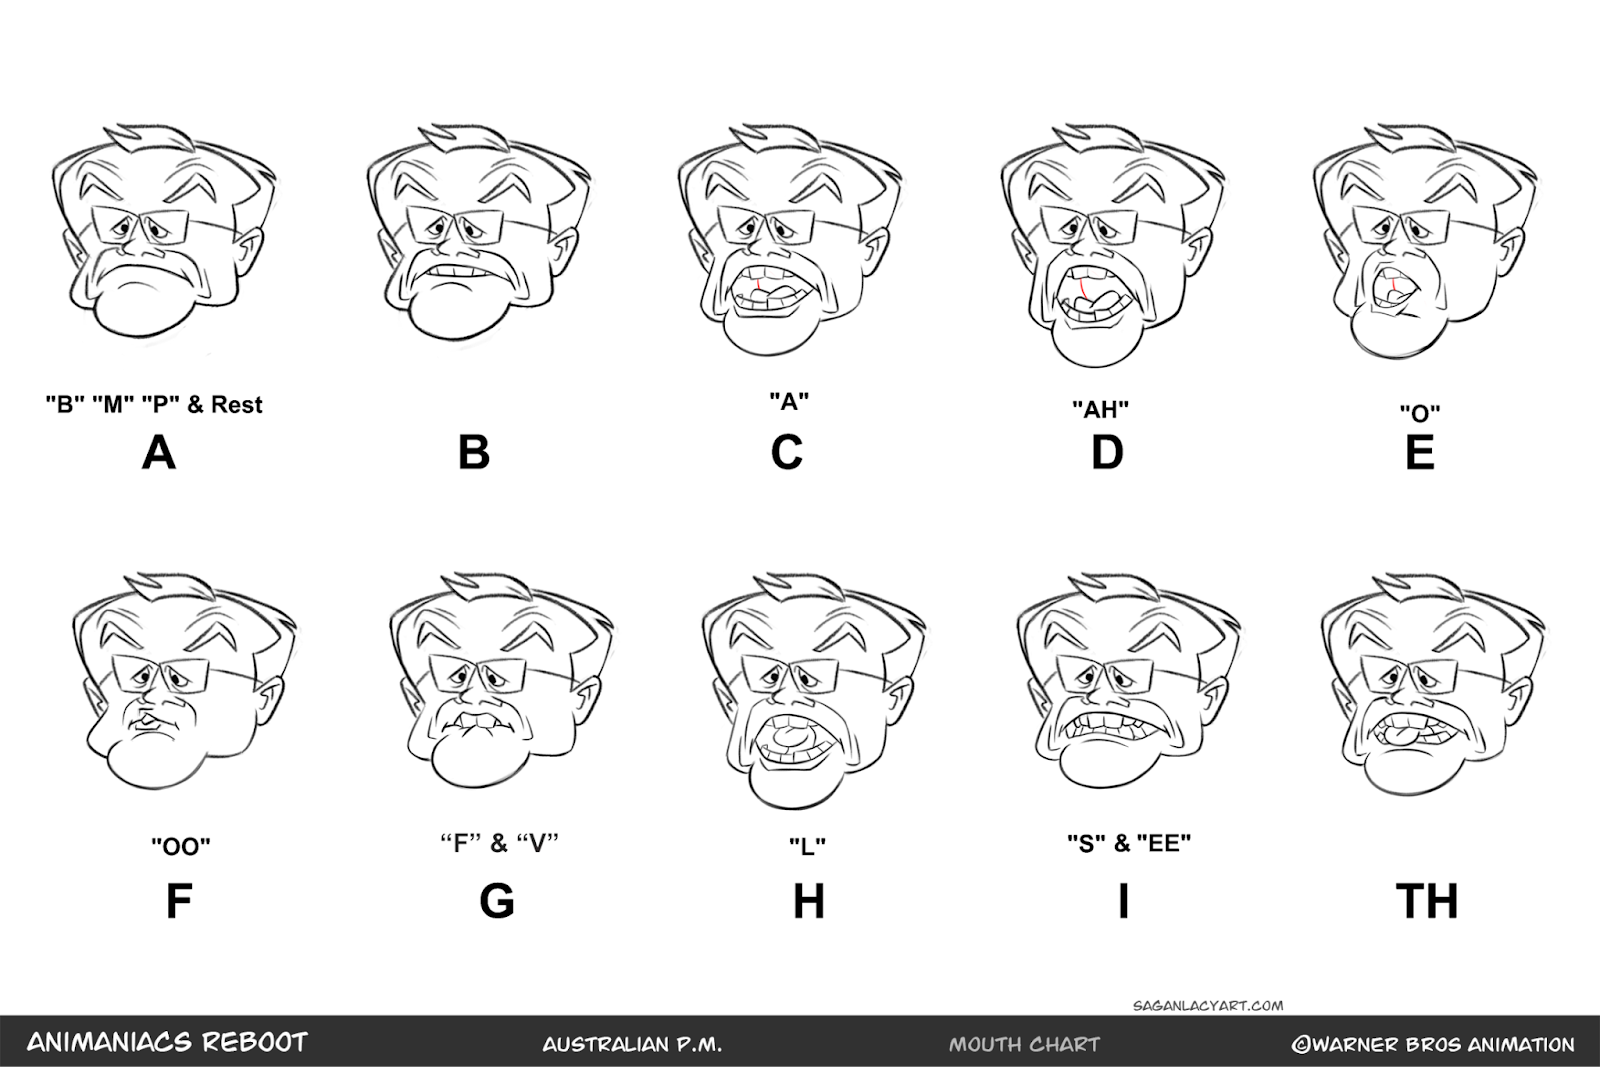 "B" "M" "P" & Rest
"A"
"AH"
"O"
A
B
C
D
E
"OO"
“F” & “V”
"L"
"S" & "EE"
F
G
H
I
TH
SAGANLACYART.COM
ANIMANIACS REBOOT
AUSTRALIAN P.M.
MOUTH CHART
©WARNER BROS ANIMATION